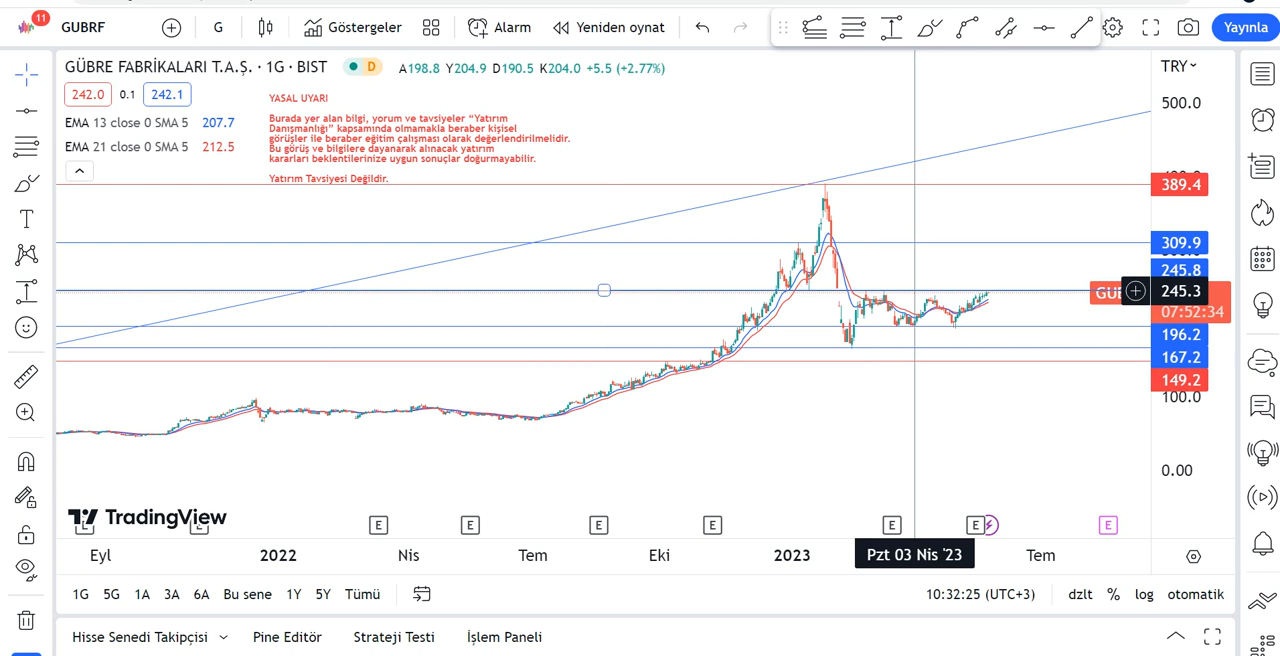 11
GUBRF
G
Göstergeler
Alarm
Yeniden oynat
Yayınla
GÜBRE FABRİKALARI T.A.Ş. · 1G · BIST
D
A198.8 Y204.9 D190.5 K204.0 +5.5 (+2.77%)
TRY
242.0 0.1 242.1
EMA 13 close 0 SMA 5 207.7
EMA 21 close 0 SMA 5 212.5
YASAL UYARI
Burada yer alan bilgi, yorum ve tavsiyeler “Yatırım
Danışmanlığı” kapsamında olmamakla beraber kişisel
görüşler ile beraber eğitim çalışması olarak değerlendirilmelidir.
Bu görüş ve bilgilere dayanarak alınacak yatırım
kararları beklentilerinize uygun sonuçlar doğurmayabilir.
Yatırım Tavsiyesi Değildir.
500.0
389.4
309.9
245.8
245.3
07:52:34
196.2
167.2
149.2
100.0
0.00
TradingView
E E E E E E E
Eyl 2022 Nis Tem Eki 2023 Pzt 03 Nis '23 Tem
1G 5G 1A 3A 6A Bu sene 1Y 5Y Tümü
10:32:25 (UTC+3)
dzlt % log otomatik
Hisse Senedi Takipçisi Pine Editör Strateji Testi İşlem Paneli